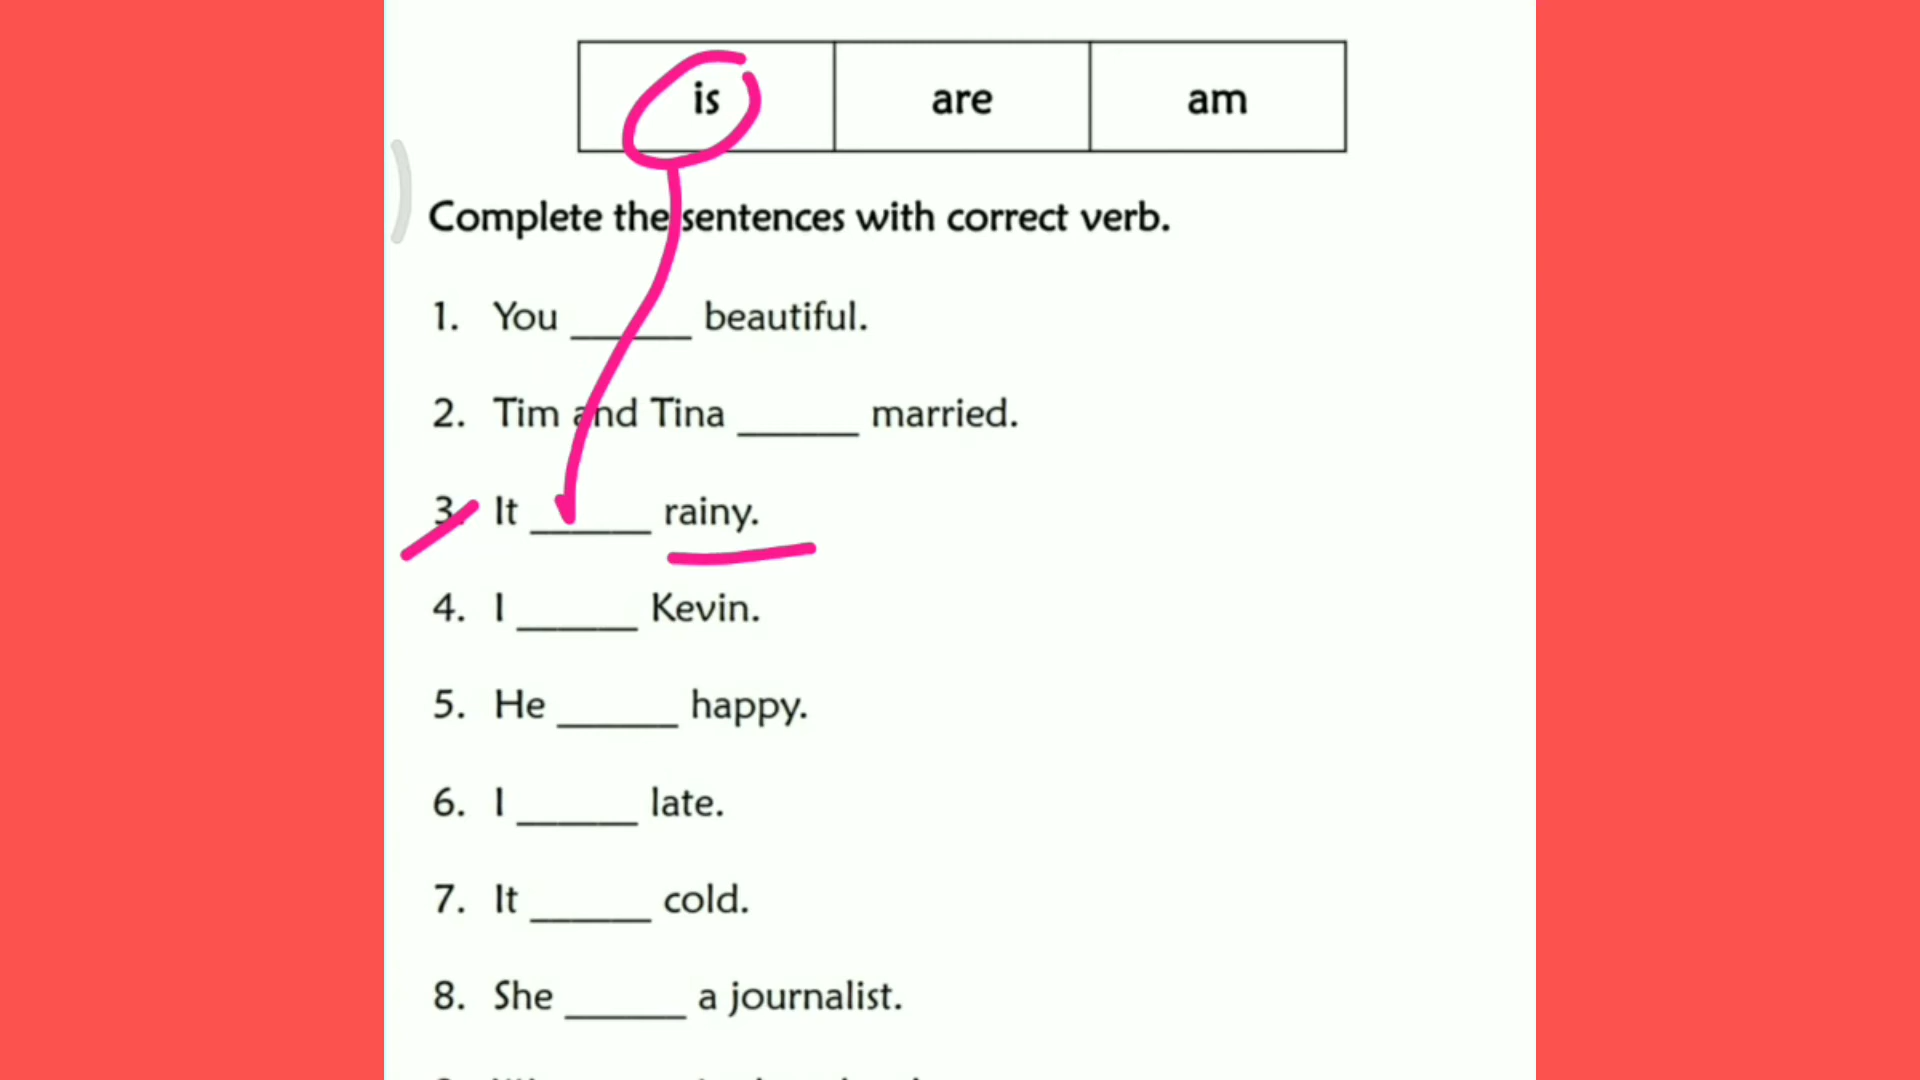 is are am
Complete the sentences with correct verb.
1. You ______ beautiful.
2. Tim and Tina ______ married.
3. It ______ rainy.
4. I ______ Kevin.
5. He ______ happy.
6. I ______ late.
7. It ______ cold.
8. She ______ a journalist.